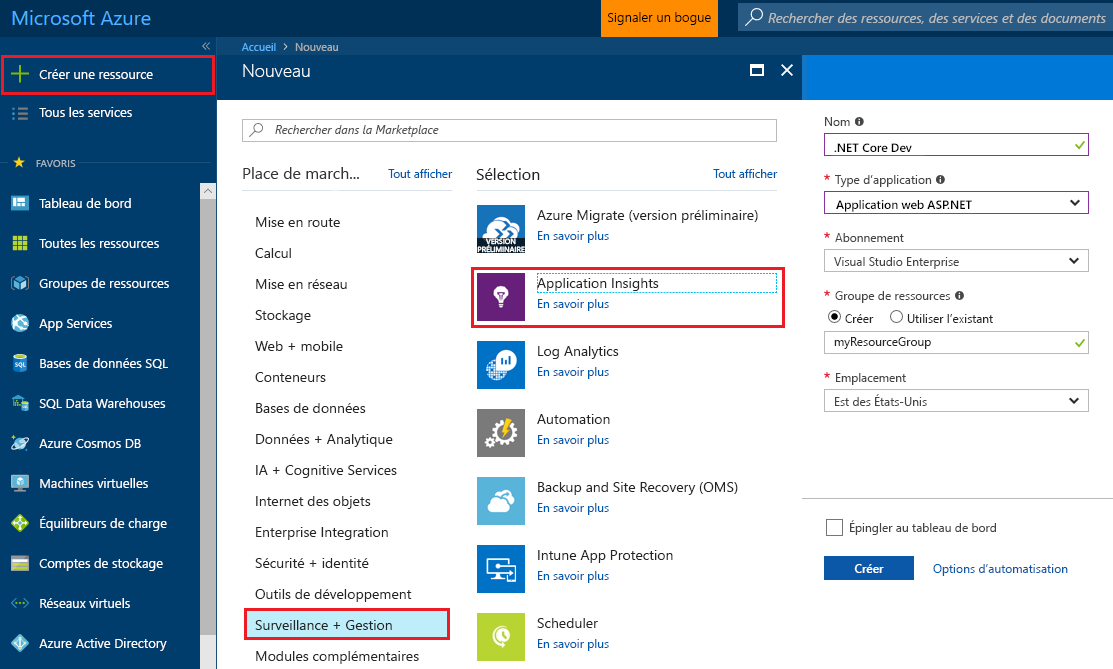 Microsoft Azure
Signaler un bogue
Rechercher des ressources, des services et des documents
«
Accueil > Nouveau
Créer une ressource
Tous les services
FAVORIS
Tableau de bord
Toutes les ressources
Groupes de ressources
App Services
Bases de données SQL
SQL Data Warehouses
Azure Cosmos DB
Machines virtuelles
Équilibreurs de charge
Comptes de stockage
Réseaux virtuels
Azure Active Directory
Nouveau
Rechercher dans la Marketplace
Place de march... Tout afficher
Mise en route
Calcul
Mise en réseau
Stockage
Web + mobile
Conteneurs
Bases de données
Données + Analytique
IA + Cognitive Services
Internet des objets
Enterprise Integration
Sécurité + identité
Outils de développement
Surveillance + Gestion
Modules complémentaires
Sélection Tout afficher
VERSION
PRÉLIMINAIRE
Azure Migrate (version préliminaire)
En savoir plus
Application Insights
En savoir plus
Log Analytics
En savoir plus
Automation
En savoir plus
Backup and Site Recovery (OMS)
En savoir plus
Intune App Protection
En savoir plus
Scheduler
En savoir plus
Nom
.NET Core Dev
* Type d'application
Application web ASP.NET
* Abonnement
Visual Studio Enterprise
* Groupe de ressources
Créer Utiliser l'existant
myResourceGroup
* Emplacement
Est des États-Unis
Épingler au tableau de bord
Créer Options d'automatisation